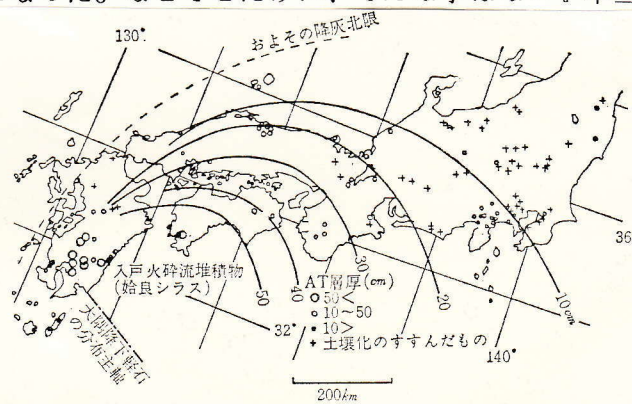 130°
およその降灰北限
36
入戸火砕流堆積物
(姶良シラス)
AT層厚(cm)
50<
10~50
10>
土壌化のすすんだもの
50
40
30
20
10cm
32°
140°
大隅降下軽石
の分布主軸
200km